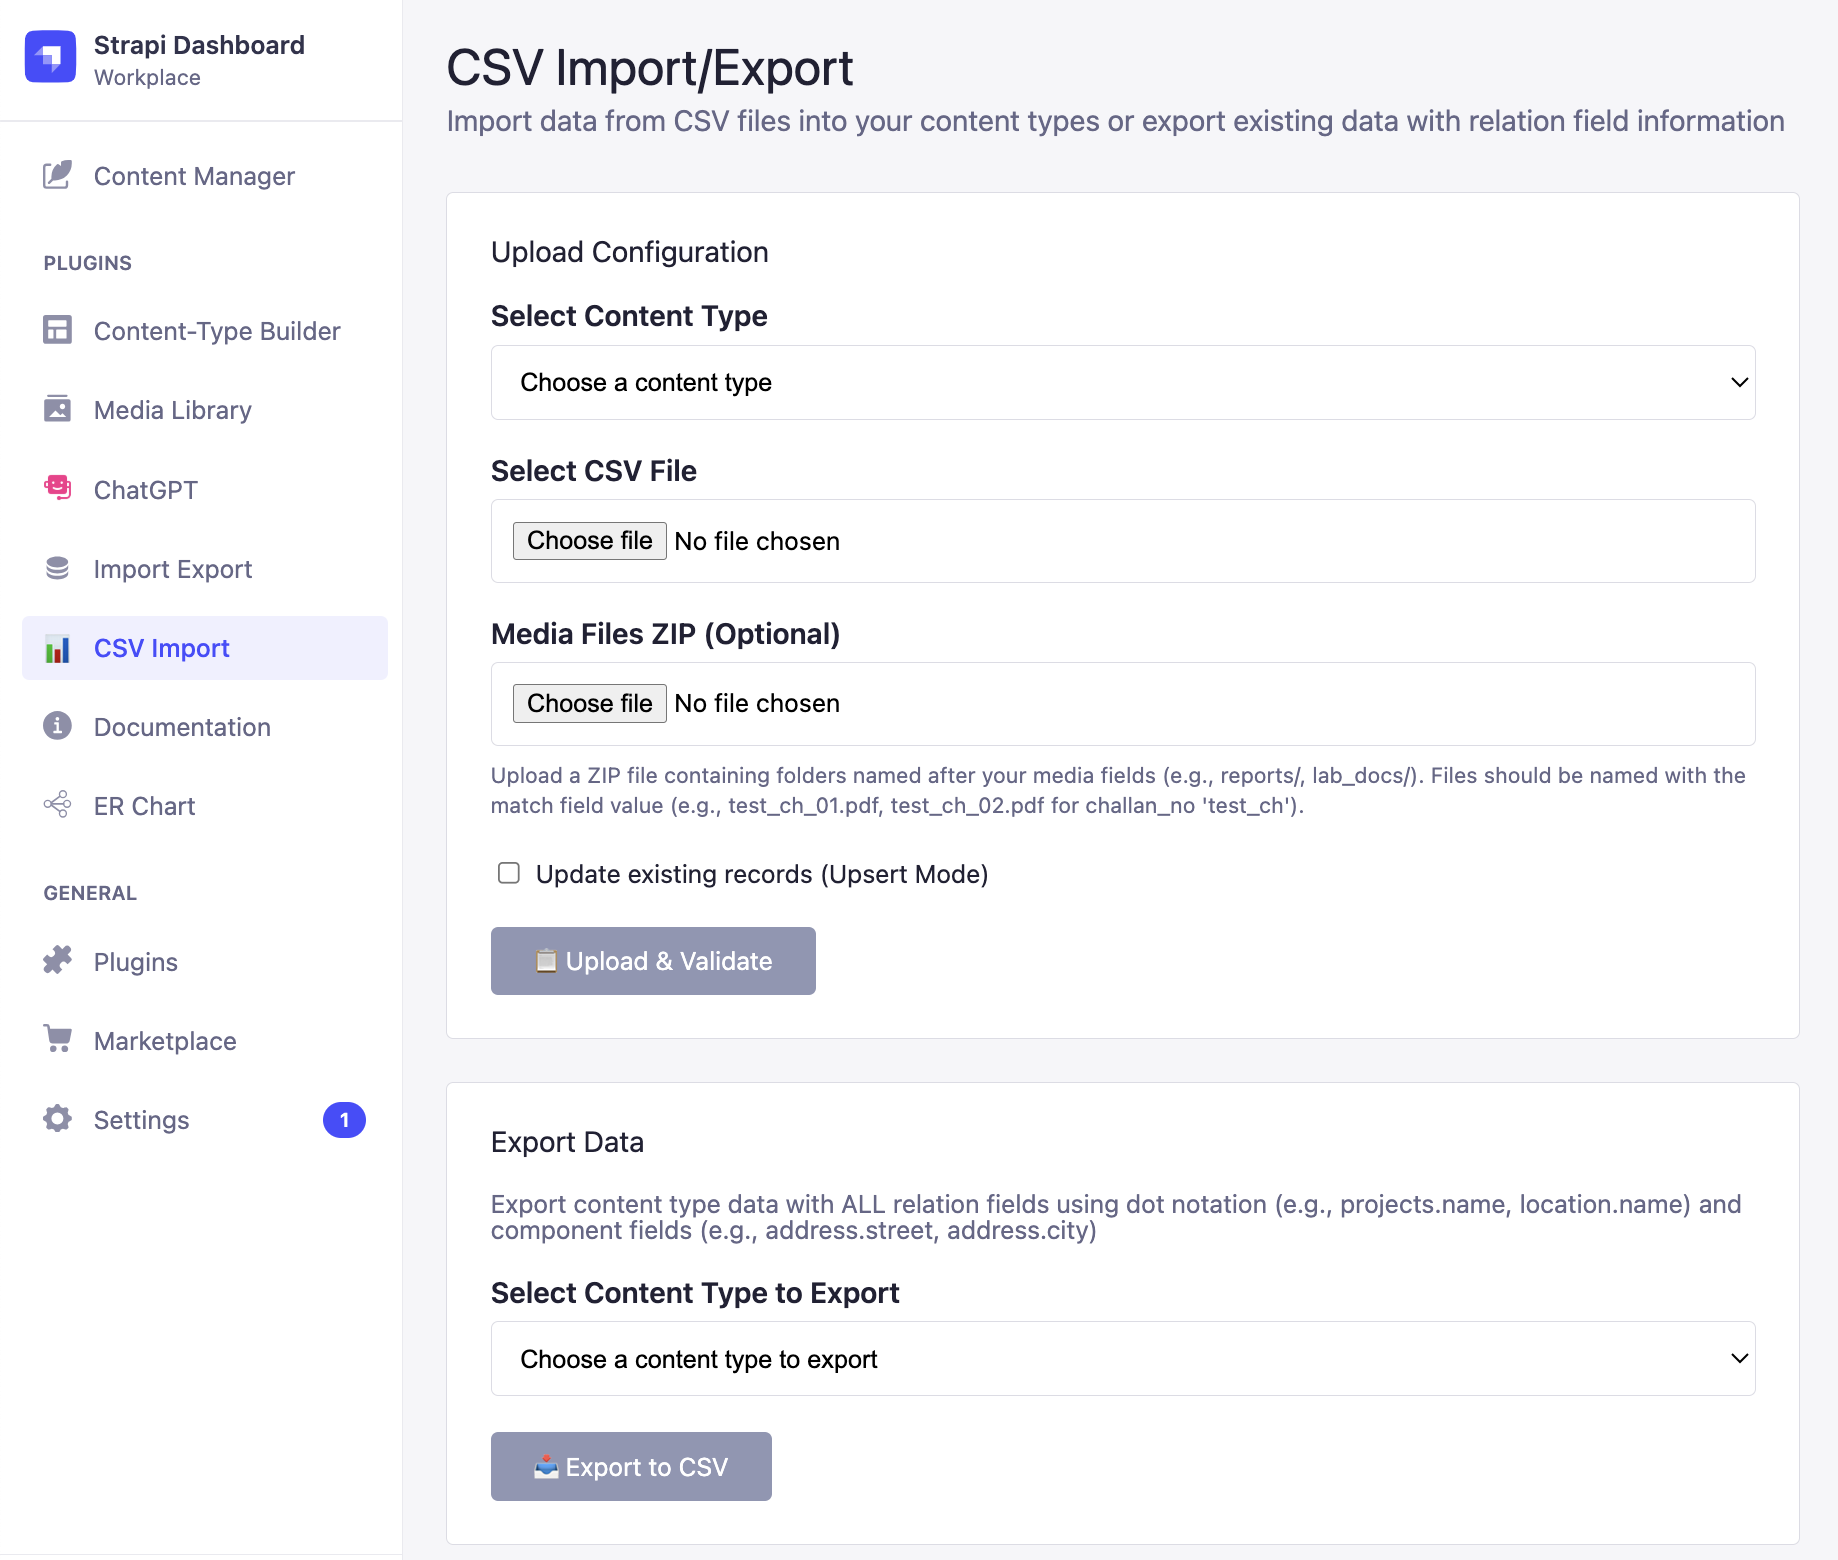 Strapi Dashboard
Workplace
Content Manager
PLUGINS
Content-Type Builder
Media Library
ChatGPT
Import Export
CSV Import
Documentation
ER Chart
GENERAL
Plugins
Marketplace
Settings
1
CSV Import/Export
Import data from CSV files into your content types or export existing data with relation field information
Upload Configuration
Select Content Type
Choose a content type
Select CSV File
Choose file No file chosen
Media Files ZIP (Optional)
Choose file No file chosen
Upload a ZIP file containing folders named after your media fields (e.g., reports/, lab_docs/). Files should be named with the
match field value (e.g., test_ch_01.pdf, test_ch_02.pdf for challan_no 'test_ch').
Update existing records (Upsert Mode)
Upload & Validate
Export Data
Export content type data with ALL relation fields using dot notation (e.g., projects.name, location.name) and
component fields (e.g., address.street, address.city)
Select Content Type to Export
Choose a content type to export
Export to CSV